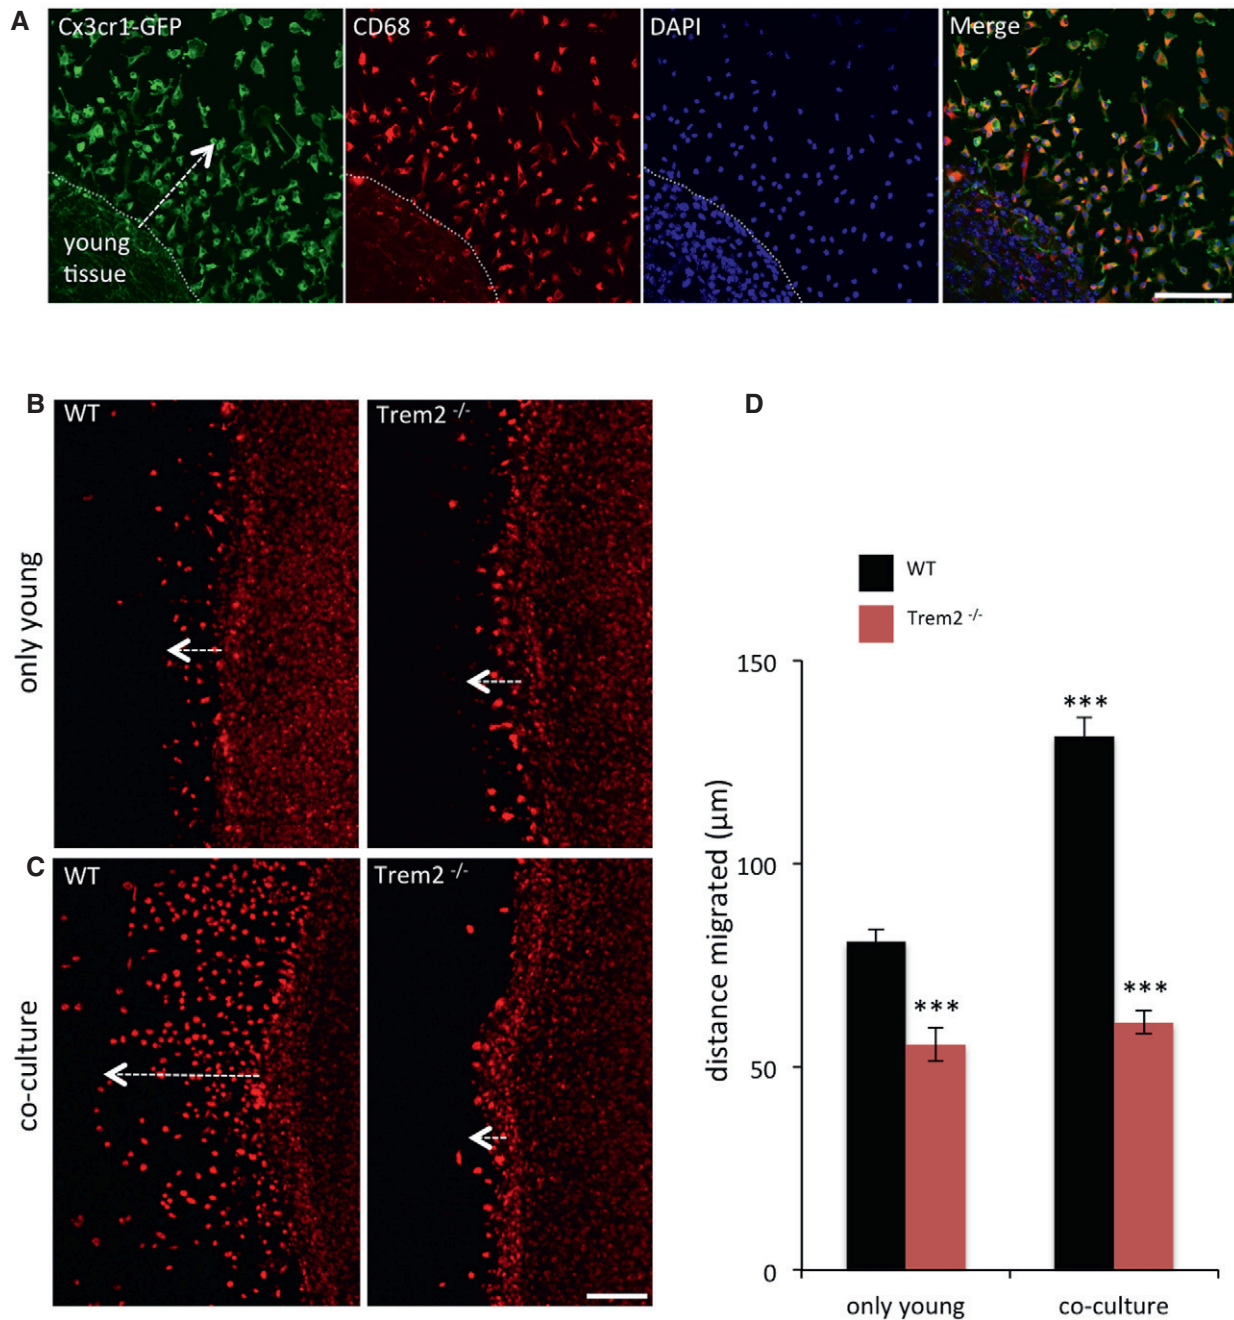 A
Cx3cr1-GFP
CD68
DAPI
Merge
young
tissue
B
WT
Trem2 -/-
only young
C
WT
Trem2 -/-
co-culture
D
WT
Trem2 -/-
distance migrated (µm)
150
100
50
0
***
***
***
only young
co-culture